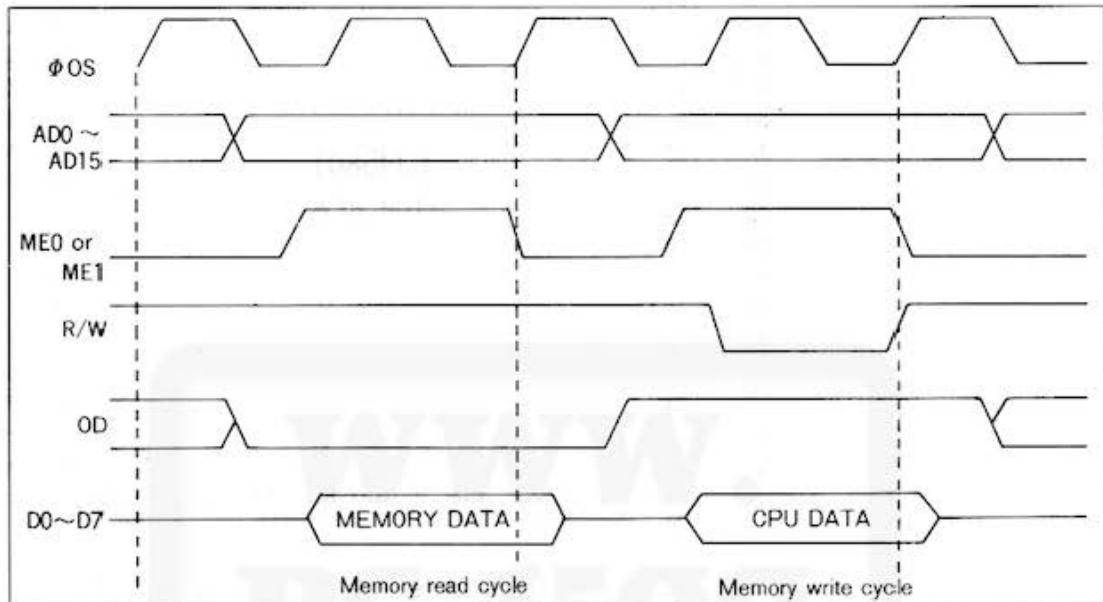 ϕOS
AD0 ~
AD15
ME0 or
ME1
R/W
OD
D0~D7
MEMORY DATA
CPU DATA
Memory read cycle
Memory write cycle
WWW.